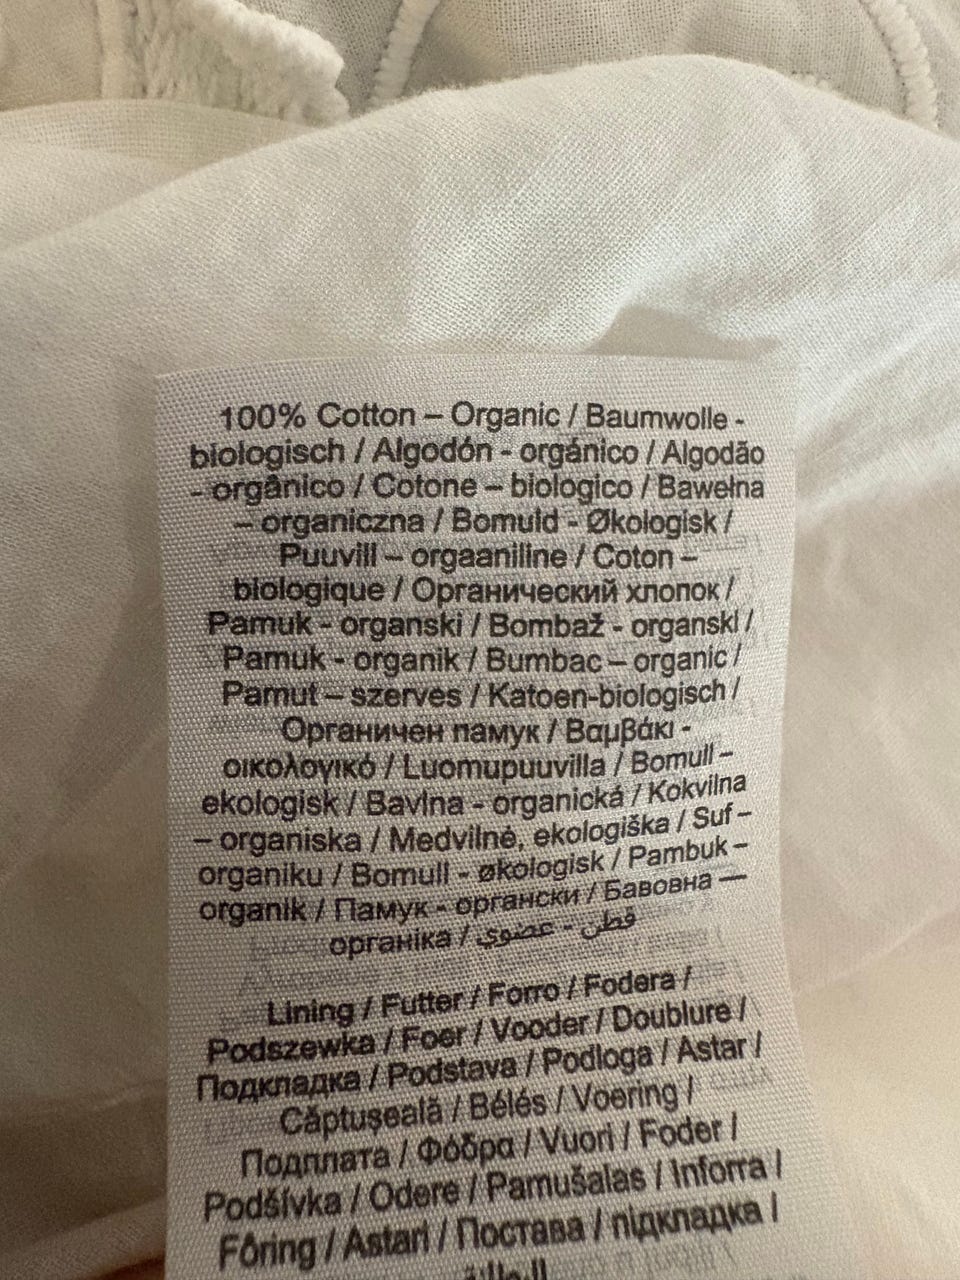 100% Cotton – Organic / Baumwolle -
biologisch / Algodón - orgánico / Algodão
- orgânico / Cotone – biologico / Bawełna
– organiczna / Bomuld - Økologisk /
Puuvill – orgaaniline / Coton –
biologique / Органический хлопок /
Pamuk - organski / Bombaž - organski /
Pamuk - organik / Bumbac – organic /
Pamut – szerves / Katoen-biologisch /
Органичен памук / Βαμβάκι -
οικολογικό / Luomupuuvilla / Bomull –
ekologisk / Bavlna - organická / Kokvilna
– organiska / Medvilnė, ekologiška / Suf –
organiku / Bomull - økologisk / Pambuk –
organik / Памук - органски / Бавовна —
органіка / قطن - عضوي
Lining / Futter / Forro / Fodera /
Podszewka / Foer / Vooder / Doublure /
Подкладка / Podstava / Podloga / Astar /
Căptușeală / Bélés / Voering /
Подплата / Φόδρα / Vuori / Foder /
Podšívka / Odere / Pamušalas / Inforra /
Fôring / Astari / Постава / підкладка /